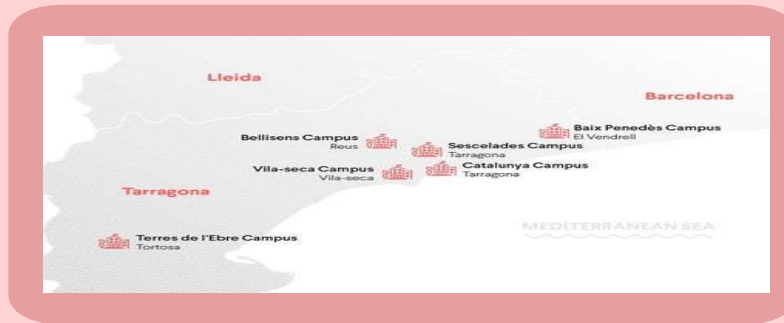 Lleida
Barcelona
Baix Penedès Campus
El Vendrell
Bellisens Campus
Reus
Sescelades Campus
Tarragona
Vila-seca Campus
Vila-seca
Catalunya Campus
Tarragona
Tarragona
MEDITERRANEAN SEA
Terres de l'Ebre Campus
Tortosa